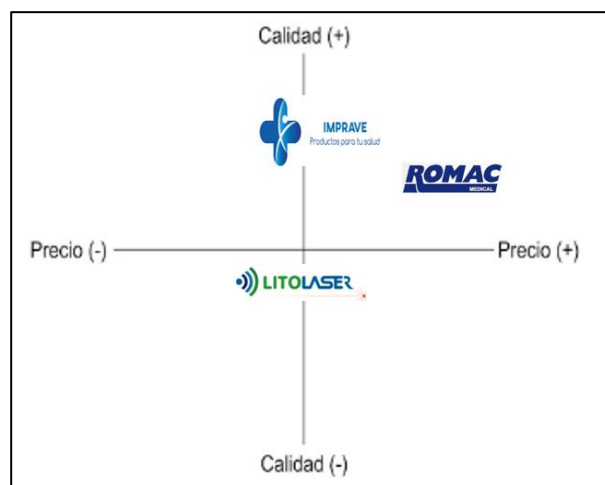 Calidad (+)
IMPRAVE
Productos para tu salud
ROMAC
MEDICAL
Precio (-)
Precio (+)
LITOLASER
Calidad (-)